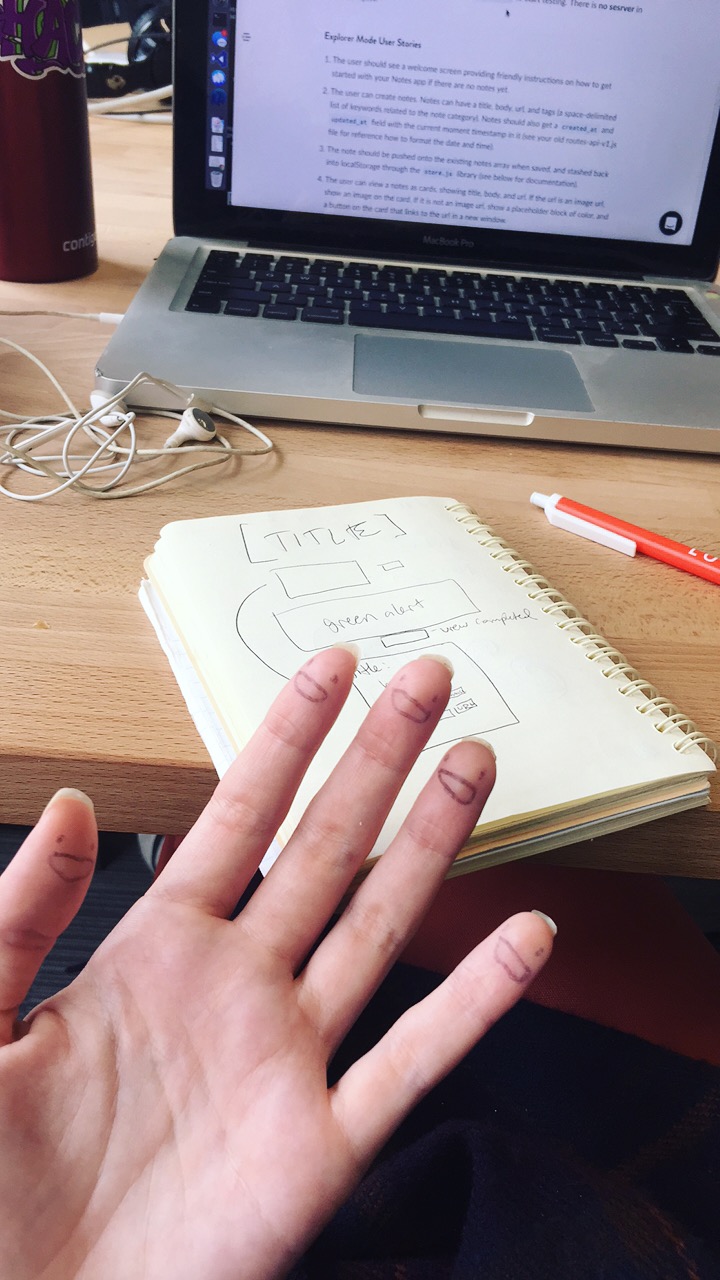 There is no sesrver in
Explorer Mode User Stories
1. The user should see a welcome screen providing friendly instructions on how to get
started with your Notes app if there are no notes yet.
2. The user can create notes. Notes can have a title, body, url, and tags (a space-delimited
list of keywords related to the note category). Notes should also get a created_at and
updated_at field with the current moment timestamp in it (see your old routes-api-v1.js
file for reference how to format the date and time).
3. The note should be pushed onto the existing notes array when saved, and stashed back
into localStorage through the store.js library (see below for documentation).
4. The user can view a notes as cards, showing title, body, and url. If the url is an image url,
show an image on the card. If it is not an image url, show a placeholder block of color, and
a button on the card that links to the url in a new window.
MacBook Pro
contig
[TITLE]
green alert
- view completed